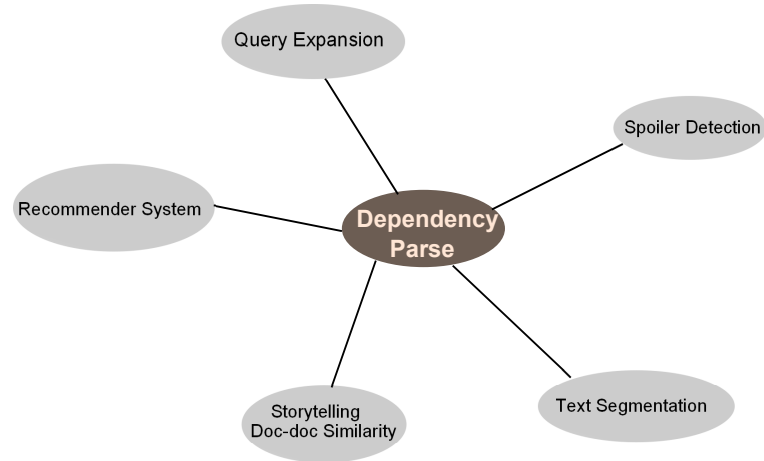 Query Expansion
Spoiler Detection
Recommender System
Dependency
Parse
Storytelling
Doc-doc Similarity
Text Segmentation